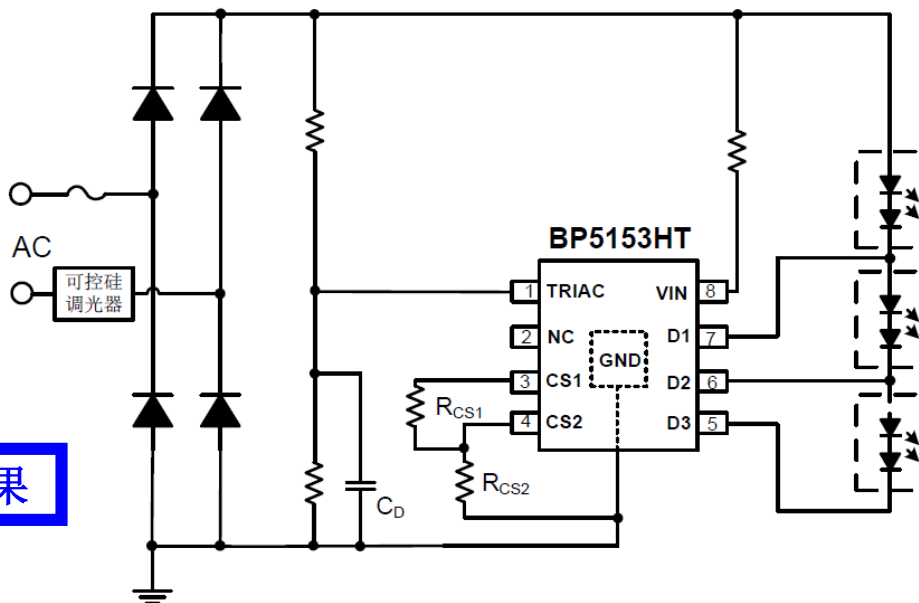 BP5153HT
AC
可控硅
调光器
1 TRIAC
VIN 8
2 NC
D1 7
GND
3 CS1
D2 6
4 CS2
D3 5
RCS1
RCS2
CD
果